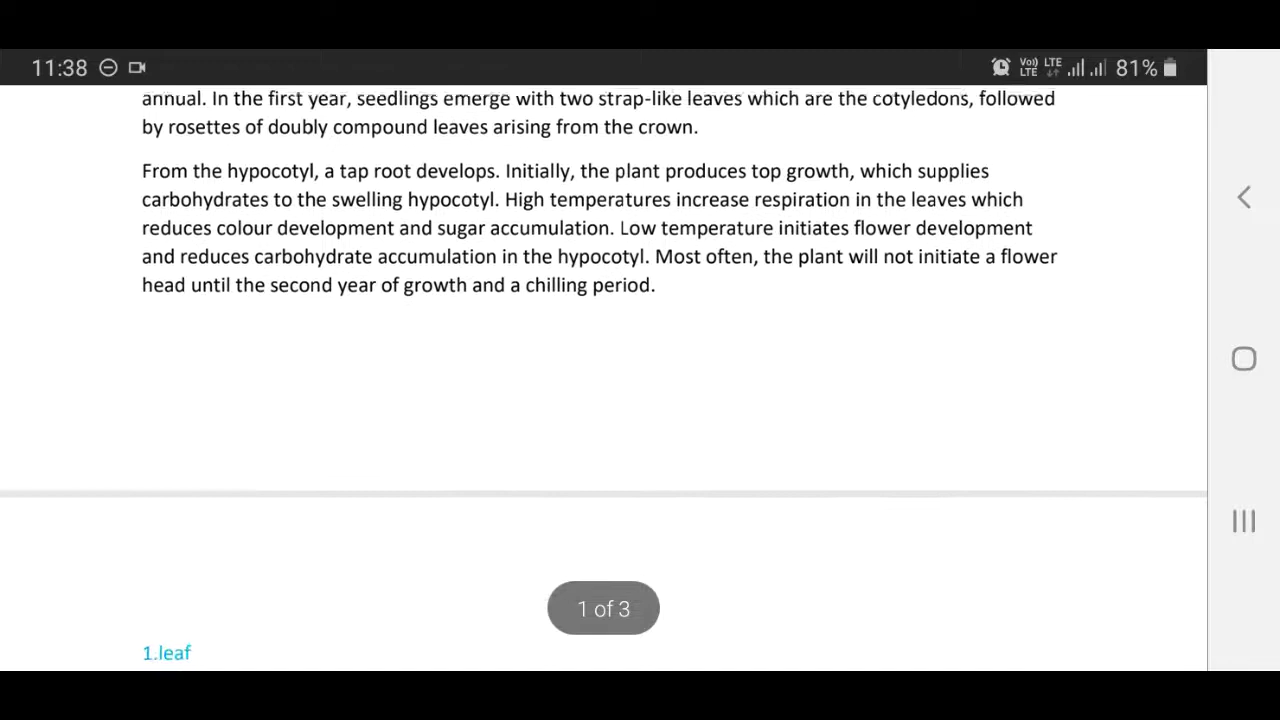 11:38
Vo)) LTE
LTE
81%
annual. In the first year, seedlings emerge with two strap-like leaves which are the cotyledons, followed
by rosettes of doubly compound leaves arising from the crown.
From the hypocotyl, a tap root develops. Initially, the plant produces top growth, which supplies
carbohydrates to the swelling hypocotyl. High temperatures increase respiration in the leaves which
reduces colour development and sugar accumulation. Low temperature initiates flower development
and reduces carbohydrate accumulation in the hypocotyl. Most often, the plant will not initiate a flower
head until the second year of growth and a chilling period.
1 of 3
1.leaf